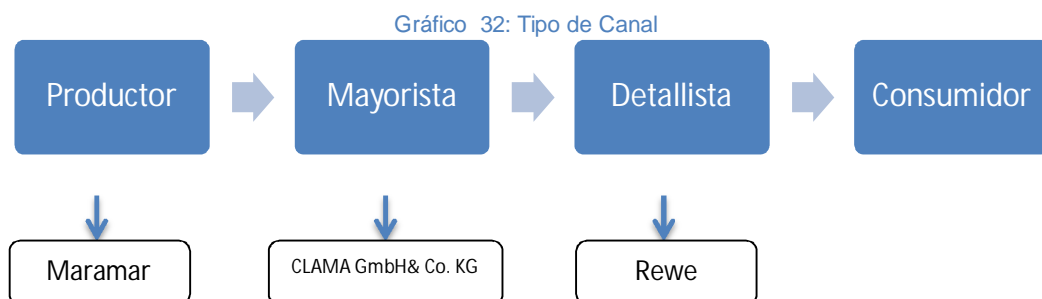 Gráfico 32: Tipo de Canal
Productor
Mayorista
Detallista
Consumidor
Maramar
CLAMA GmbH& Co. KG
Rewe